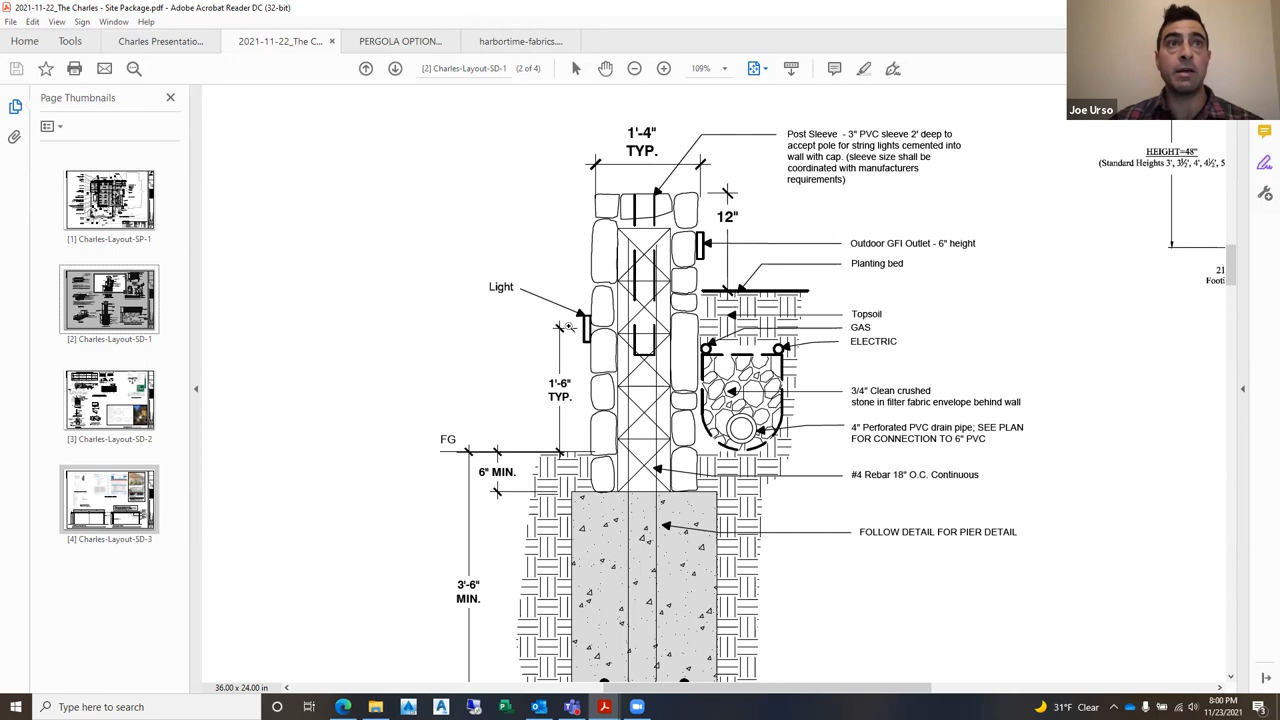 2021-11-22_The Charles - Site Package.pdf - Adobe Acrobat Reader DC (32-bit)
File Edit View Sign Window Help
Home Tools Charles Presentatio... 2021-11-22_The C... × PERGOLA OPTION... harbortime-fabrics....
[2] Charles-Layout-SD-1 (2 of 4) 109%
Page Thumbnails
[1] Charles-Layout-SP-1
[2] Charles-Layout-SD-1
[3] Charles-Layout-SD-2
[4] Charles-Layout-SD-3
1'-4"
TYP.
Post Sleeve - 3" PVC sleeve 2' deep to
accept pole for string lights cemented into
wall with cap. (sleeve size shall be
coordinated with manufacturers
requirements)
12"
Outdoor GFI Outlet - 6" height
Planting bed
Light
Topsoil
GAS
ELECTRIC
1'-6"
TYP.
3/4" Clean crushed
stone in filter fabric envelope behind wall
4" Perforated PVC drain pipe; SEE PLAN
FOR CONNECTION TO 6" PVC
FG
6" MIN.
#4 Rebar 18" O.C. Continuous
FOLLOW DETAIL FOR PIER DETAIL
3'-6"
MIN.
HEIGHT=48"
(Standard Heights 3', 3½', 4', 4½', 5
21
Footi
Joe Urso
36.00 x 24.00 in
Type here to search
31°F Clear
8:00 PM
11/23/2021
3